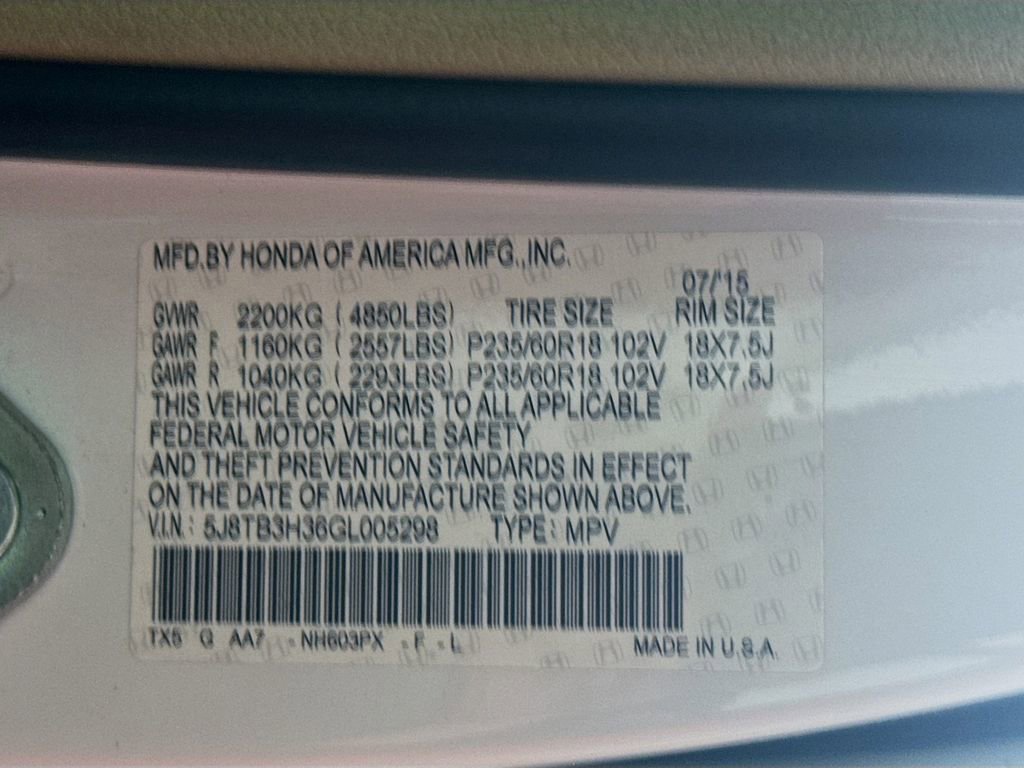 MFD.BY HONDA OF AMERICA MFG.,INC.
07/'15
GVWR 2200KG ( 4850LBS) TIRE SIZE RIM SIZE
GAWR F 1160KG ( 2557LBS) P235/60R18 102V 18X7,5J
GAWR R 1040KG ( 2293LBS) P235/60R18 102V 18X7,5J
THIS VEHICLE CONFORMS TO ALL APPLICABLE
FEDERAL MOTOR VEHICLE SAFETY
AND THEFT PREVENTION STANDARDS IN EFFECT
ON THE DATE OF MANUFACTURE SHOWN ABOVE.
V.I.N.: 5J8TB3H36GL005298 TYPE: MPV
TX5 G AA7 - NH603PX - F - L MADE IN U.S.A.